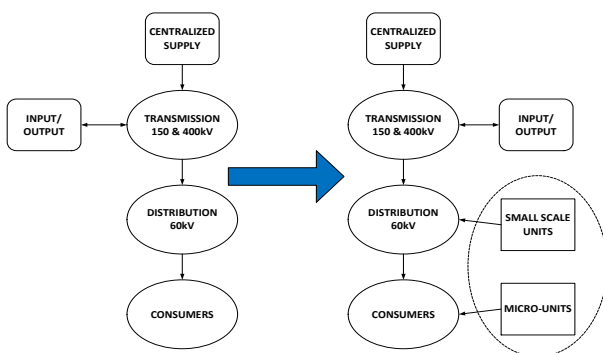 CENTRALIZED
SUPPLY
INPUT/
OUTPUT
TRANSMISSION
150 & 400kV
DISTRIBUTION
60kV
CONSUMERS
CENTRALIZED
SUPPLY
TRANSMISSION
150 & 400kV
INPUT/
OUTPUT
DISTRIBUTION
60kV
SMALL SCALE
UNITS
CONSUMERS
MICRO-UNITS